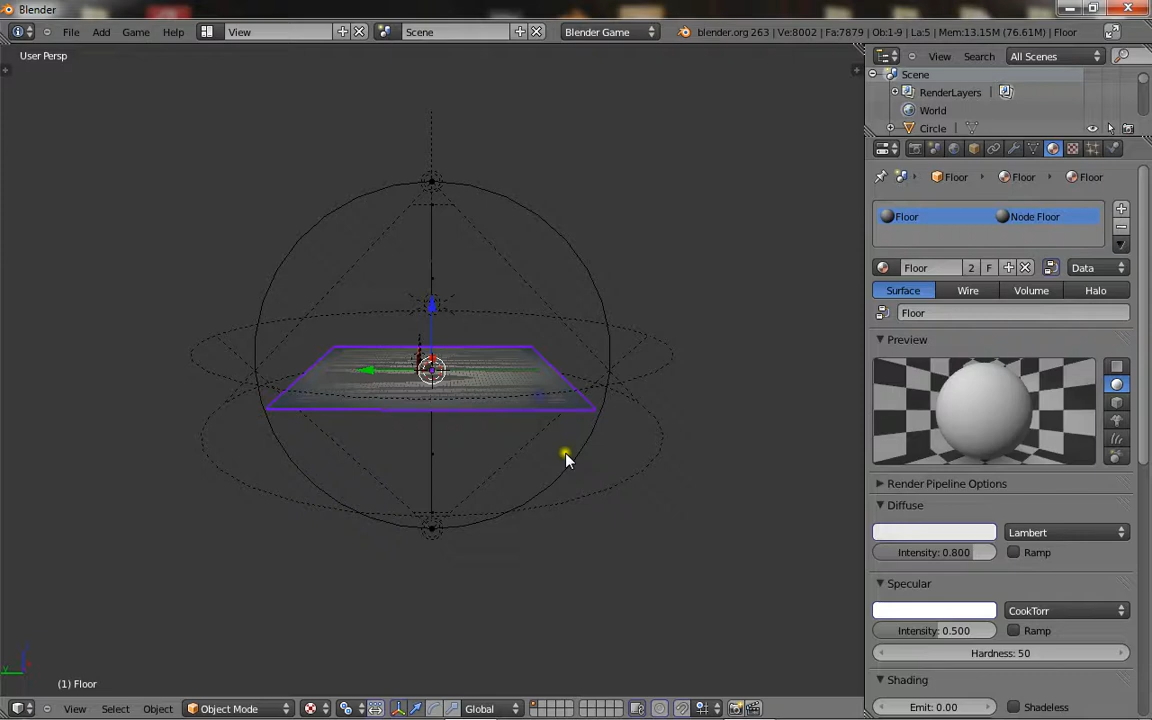 Blender
File Add Game Help View Scene Blender Game blender.org 263 | Ve:8002 | Fa:7879 | Ob:1-9 | La:5 | Mem:13.15M (76.61M) | Floor
User Persp
View Search All Scenes
Scene
RenderLayers
World
Circle
Floor Floor Floor
Floor Node Floor
Floor 2 F Data
Surface Wire Volume Halo
Floor
Preview
Render Pipeline Options
Diffuse
Lambert
Intensity: 0.800 Ramp
Specular
CookTorr
Intensity: 0.500 Ramp
Hardness: 50
Shading
Emit: 0.00 Shadeless
(1) Floor
View Select Object Object Mode Global